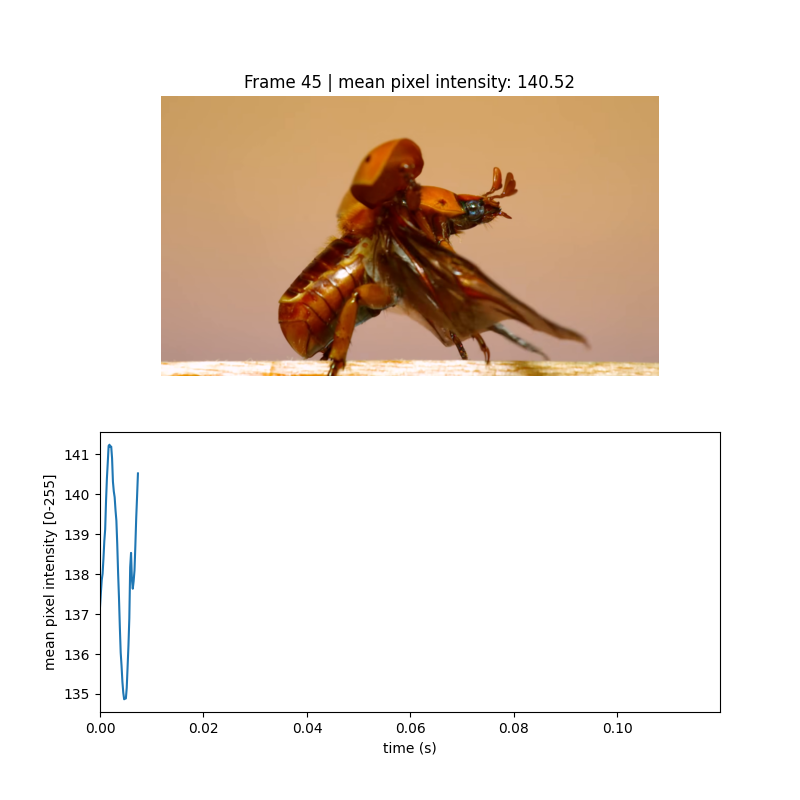 Frame 45 | mean pixel intensity: 140.52
mean pixel intensity [0-255]
141
140
139
138
137
136
135
0.00 0.02 0.04 0.06 0.08 0.10
time (s)